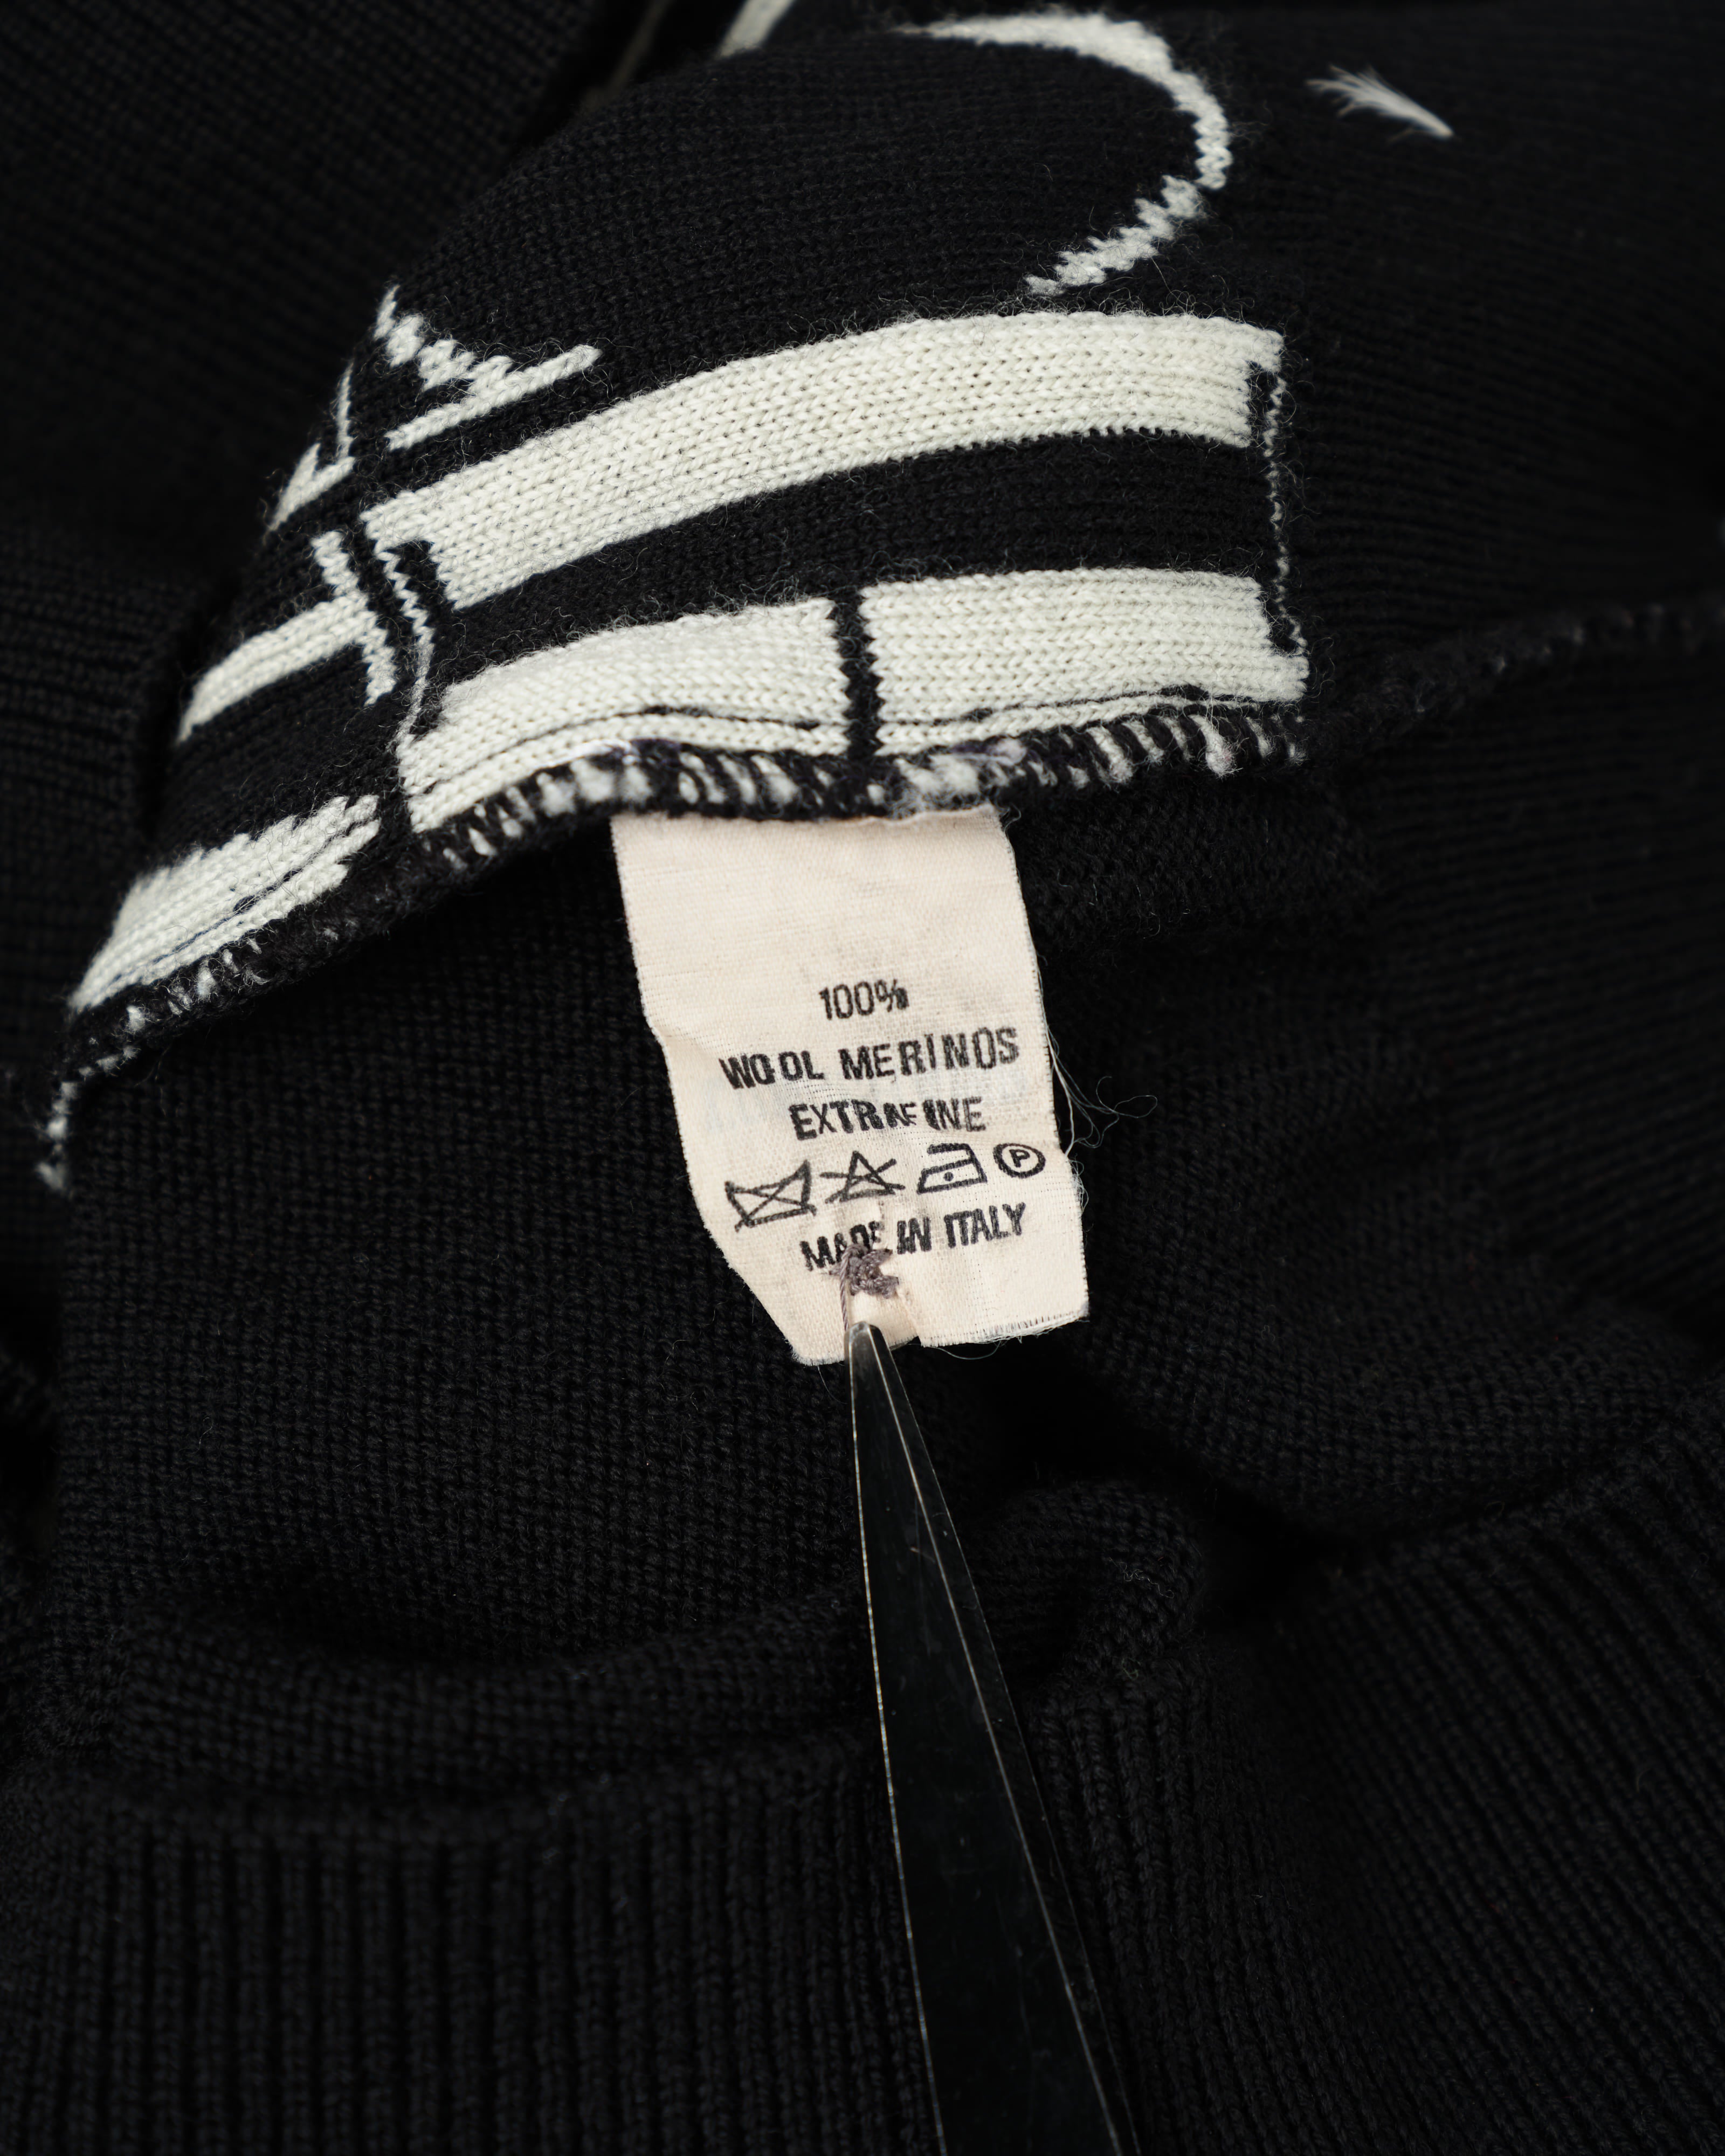 100%
WOOL MERINOS
EXTRAFINE
P
MADE IN ITALY